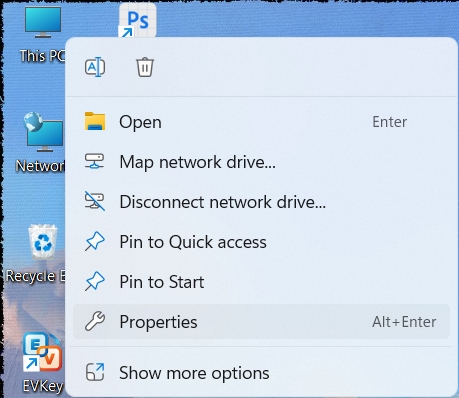 Ps
This PC
Open Enter
Network
Map network drive...
Disconnect network drive...
Pin to Quick access
Recycle B
Pin to Start
Properties Alt+Enter
Show more options
EVKey